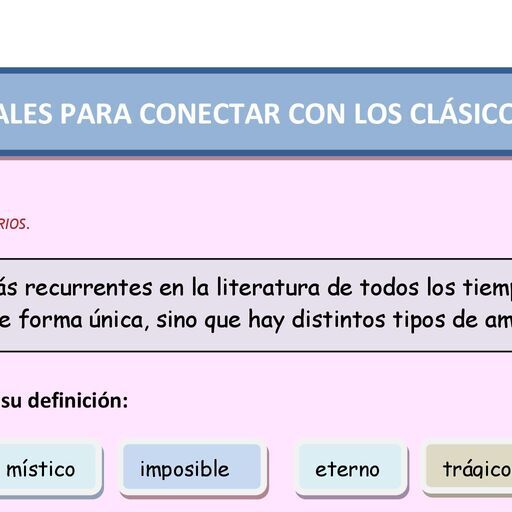 ALES PARA CONECTAR CON LOS CLÁSICO
RIOS.
ás recurrentes en la literatura de todos los tiemp
e forma única, sino que hay distintos tipos de am
su definición:
místico imposible eterno trágico